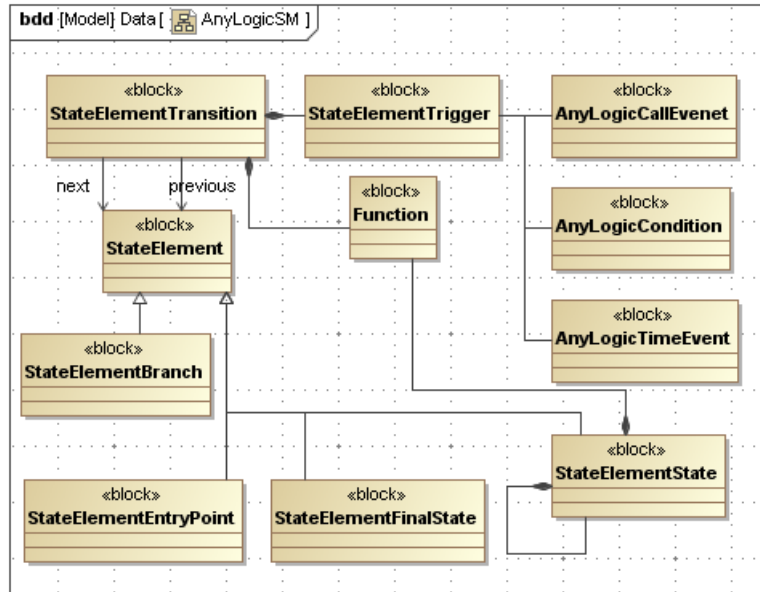 bdd [Model] Data [ AnyLogicSM ]
«block»
StateElementTransition
«block»
StateElementTrigger
«block»
AnyLogicCallEvenet
next
previous
«block»
Function
«block»
AnyLogicCondition
«block»
StateElement
«block»
AnyLogicTimeEvent
«block»
StateElementBranch
«block»
StateElementState
«block»
StateElementEntryPoint
«block»
StateElementFinalState